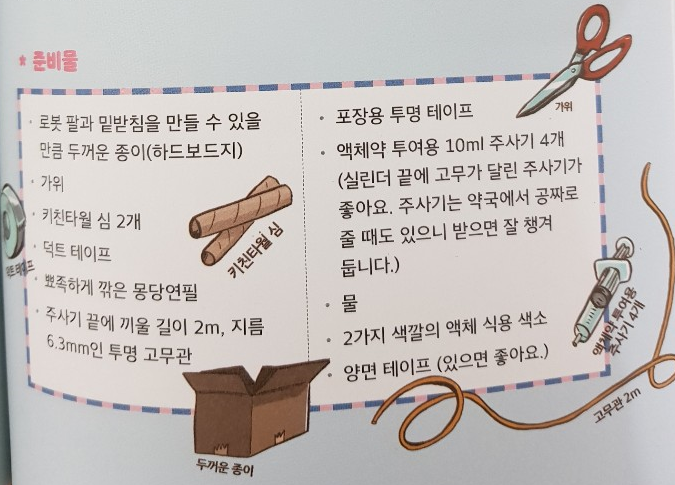 준비물
· 로봇 팔과 밑받침을 만들 수 있을
만큼 두꺼운 종이(하드보드지)
· 가위
· 키친타월 심 2개
· 덕트 테이프
· 뾰족하게 깎은 몽당연필
· 주사기 끝에 끼울 길이 2m, 지름
6.3mm인 투명 고무관
키친타월 심
덕트 테이프
두꺼운 종이
· 포장용 투명 테이프
· 액체약 투여용 10ml 주사기 4개
(실린더 끝에 고무가 달린 주사기가
좋아요. 주사기는 약국에서 공짜로
줄 때도 있으니 받으면 잘 챙겨
둡니다.)
· 물
· 2가지 색깔의 액체 식용 색소
· 양면 테이프 (있으면 좋아요.)
가위
액체약 투여용
주사기 4개
고무관 2m